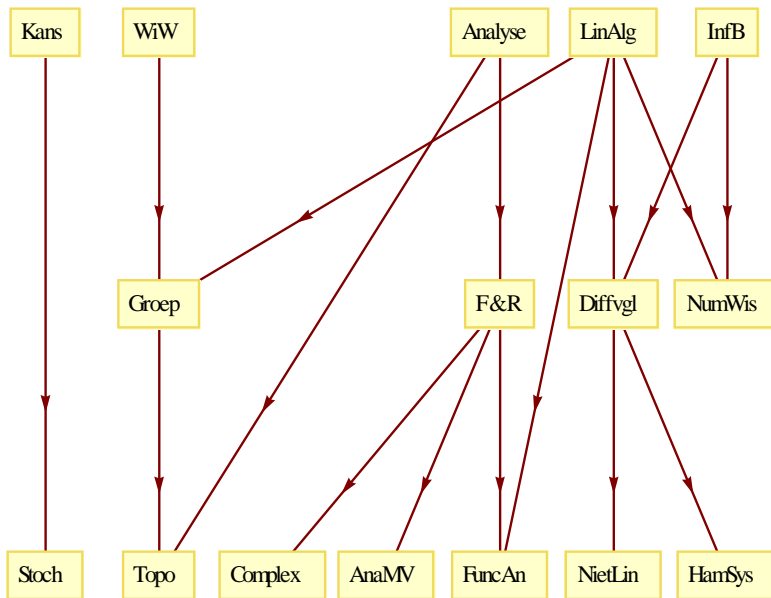 Kans
WiW
Analyse
LinAlg
InfB
Groep
F&R
Diffvgl
NumWis
Stoch
Topo
Complex
AnaMV
FuncAn
NietLin
HamSys